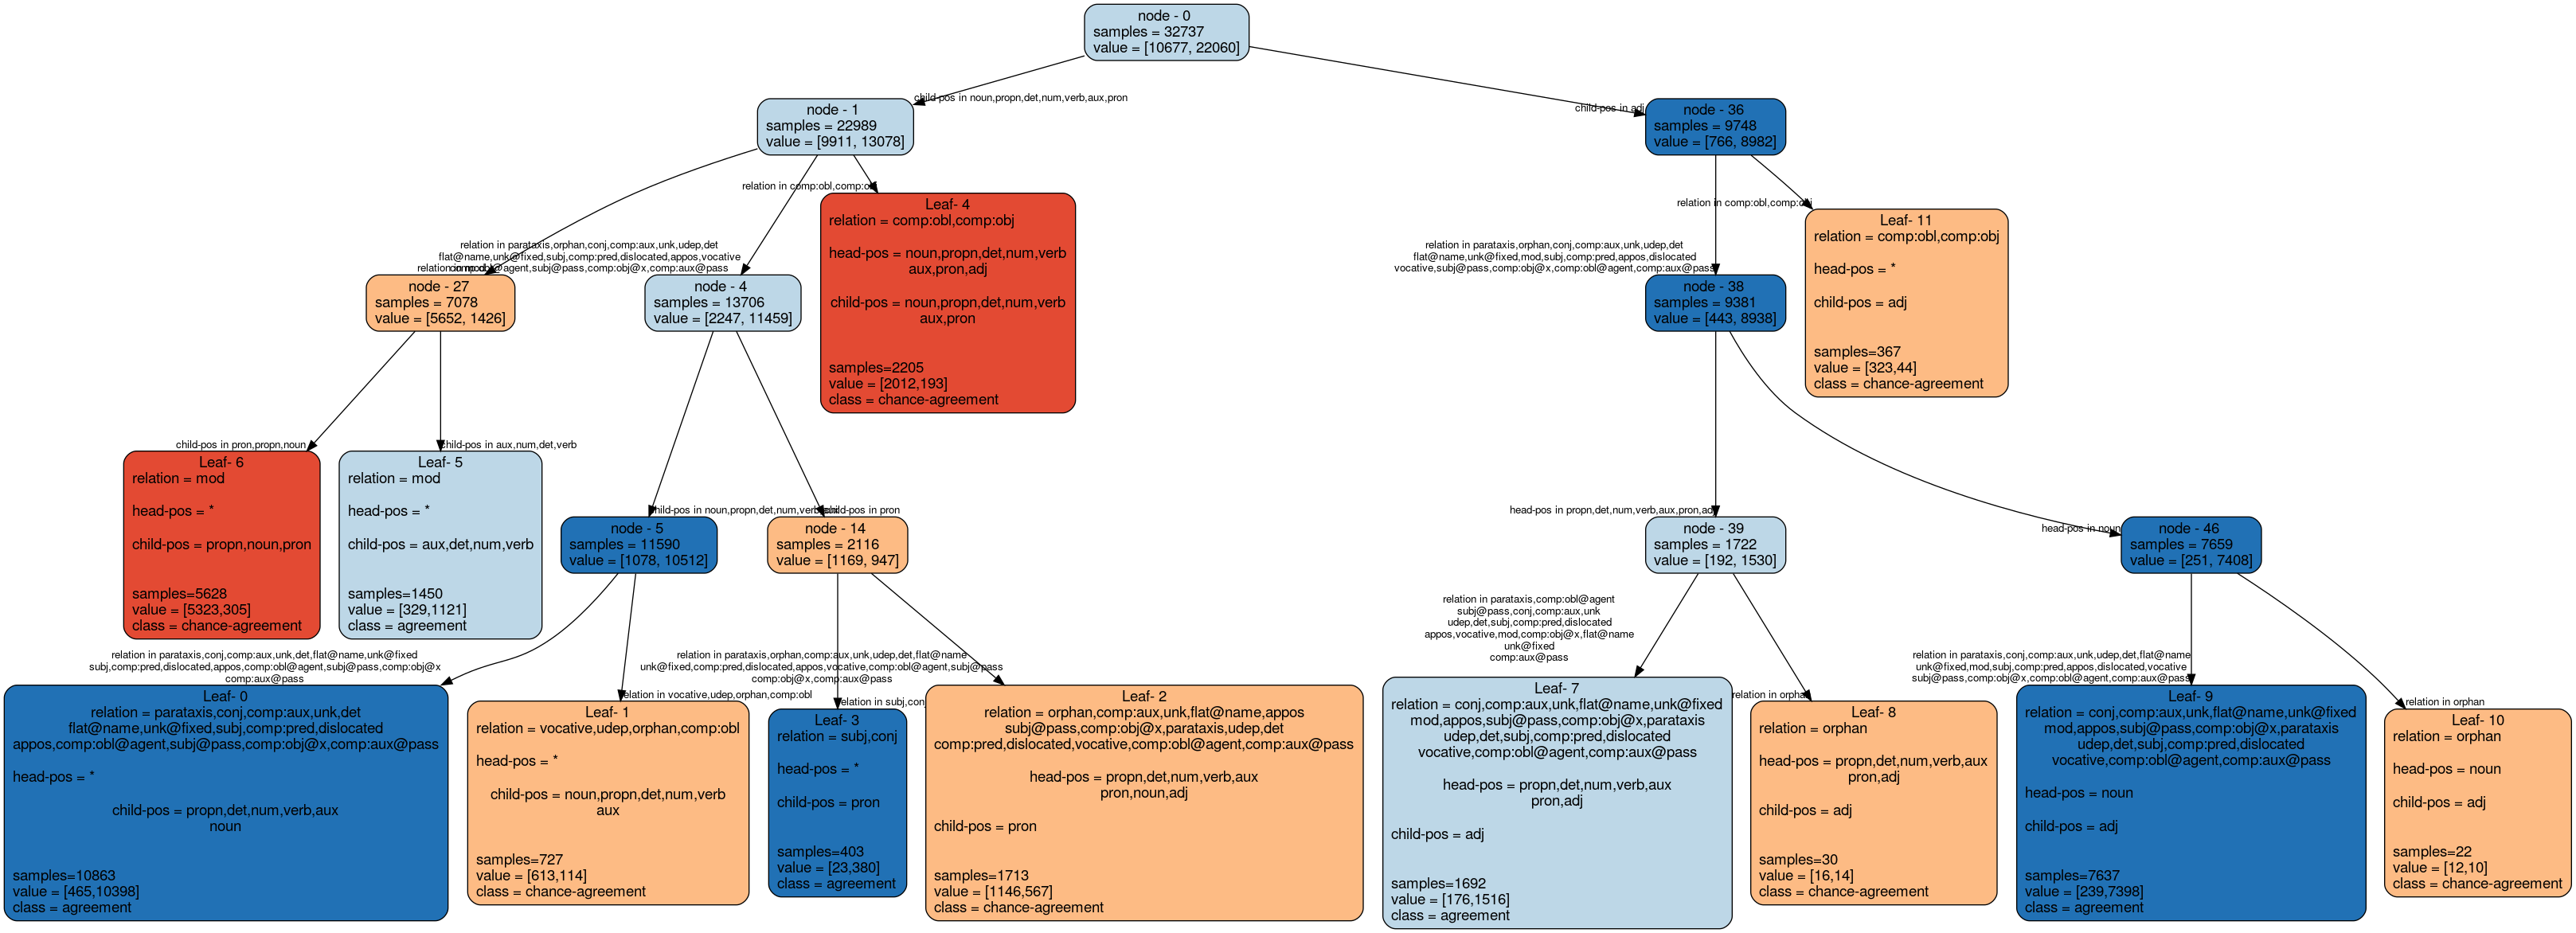 node - 0
samples = 32737
value = [10677, 22060]
child-pos in noun,propn,det,num,verb,aux,pron
child-pos in adj
node - 1
samples = 22989
value = [9911, 13078]
node - 36
samples = 9748
value = [766, 8982]
relation in mod
relation in parataxis,orphan,conj,comp:aux,unk,udep,det
flat@name,unk@fixed,subj,comp:pred,dislocated,appos,vocative
comp:obl@agent,subj@pass,comp:obj@x,comp:aux@pass
relation in comp:obl,comp:obj
relation in parataxis,orphan,conj,comp:aux,unk,udep,det
flat@name,unk@fixed,mod,subj,comp:pred,appos,dislocated
vocative,subj@pass,comp:obj@x,comp:obl@agent,comp:aux@pass
relation in comp:obl,comp:obj
Leaf- 4
relation = comp:obl,comp:obj
head-pos = noun,propn,det,num,verb
aux,pron,adj
child-pos = noun,propn,det,num,verb
aux,pron
samples=2205
value = [2012,193]
class = chance-agreement
Leaf- 11
relation = comp:obl,comp:obj
head-pos = *
child-pos = adj
samples=367
value = [323,44]
class = chance-agreement
node - 27
samples = 7078
value = [5652, 1426]
node - 4
samples = 13706
value = [2247, 11459]
node - 38
samples = 9381
value = [443, 8938]
child-pos in pron,propn,noun
child-pos in aux,num,det,verb
Leaf- 6
relation = mod
head-pos = *
child-pos = propn,noun,pron
samples=5628
value = [5323,305]
class = chance-agreement
Leaf- 5
relation = mod
head-pos = *
child-pos = aux,det,num,verb
samples=1450
value = [329,1121]
class = agreement
child-pos in noun,propn,det,num,verb,aux
child-pos in pron
head-pos in propn,det,num,verb,aux,pron,adj
head-pos in noun
node - 5
samples = 11590
value = [1078, 10512]
node - 14
samples = 2116
value = [1169, 947]
node - 39
samples = 1722
value = [192, 1530]
node - 46
samples = 7659
value = [251, 7408]
relation in parataxis,conj,comp:aux,unk,det,flat@name,unk@fixed
subj,comp:pred,dislocated,appos,comp:obl@agent,subj@pass,comp:obj@x
comp:aux@pass
relation in vocative,udep,orphan,comp:obl
relation in parataxis,orphan,comp:aux,unk,udep,det,flat@name
unk@fixed,comp:pred,dislocated,appos,vocative,comp:obl@agent,subj@pass
comp:obj@x,comp:aux@pass
relation in subj,conj
relation in parataxis,comp:obl@agent
subj@pass,conj,comp:aux,unk
udep,det,subj,comp:pred,dislocated
appos,vocative,mod,comp:obj@x,flat@name
unk@fixed
comp:aux@pass
relation in orphan
relation in parataxis,conj,comp:aux,unk,udep,det,flat@name
unk@fixed,mod,subj,comp:pred,appos,dislocated,vocative
subj@pass,comp:obj@x,comp:obl@agent,comp:aux@pass
relation in orphan
Leaf- 0
relation = parataxis,conj,comp:aux,unk,det
flat@name,unk@fixed,subj,comp:pred,dislocated
appos,comp:obl@agent,subj@pass,comp:obj@x,comp:aux@pass
head-pos = *
child-pos = propn,det,num,verb,aux
noun
samples=10863
value = [465,10398]
class = agreement
Leaf- 1
relation = vocative,udep,orphan,comp:obl
head-pos = *
child-pos = noun,propn,det,num,verb
aux
samples=727
value = [613,114]
class = chance-agreement
Leaf- 3
relation = subj,conj
head-pos = *
child-pos = pron
samples=403
value = [23,380]
class = agreement
Leaf- 2
relation = orphan,comp:aux,unk,flat@name,appos
subj@pass,comp:obj@x,parataxis,udep,det
comp:pred,dislocated,vocative,comp:obl@agent,comp:aux@pass
head-pos = propn,det,num,verb,aux
pron,noun,adj
child-pos = pron
samples=1713
value = [1146,567]
class = chance-agreement
Leaf- 7
relation = conj,comp:aux,unk,flat@name,unk@fixed
mod,appos,subj@pass,comp:obj@x,parataxis
udep,det,subj,comp:pred,dislocated
vocative,comp:obl@agent,comp:aux@pass
head-pos = propn,det,num,verb,aux
pron,adj
child-pos = adj
samples=1692
value = [176,1516]
class = agreement
Leaf- 8
relation = orphan
head-pos = propn,det,num,verb,aux
pron,adj
child-pos = adj
samples=30
value = [16,14]
class = chance-agreement
Leaf- 9
relation = conj,comp:aux,unk,flat@name,unk@fixed
mod,appos,subj@pass,comp:obj@x,parataxis
udep,det,subj,comp:pred,dislocated
vocative,comp:obl@agent,comp:aux@pass
head-pos = noun
child-pos = adj
samples=7637
value = [239,7398]
class = agreement
Leaf- 10
relation = orphan
head-pos = noun
child-pos = adj
samples=22
value = [12,10]
class = chance-agreement